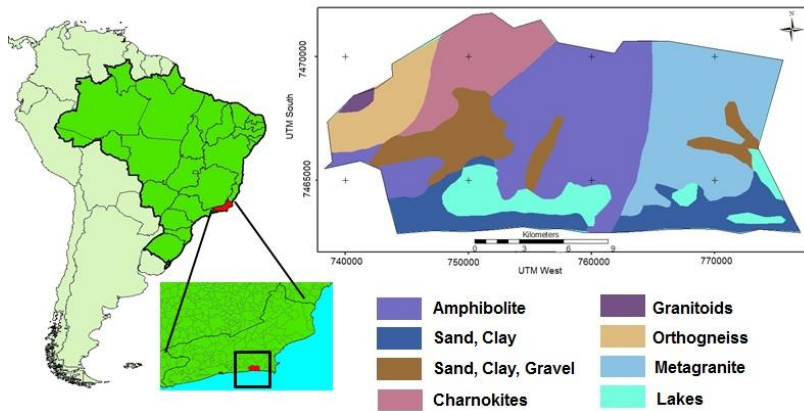 N
7470000
7465000
UTM South
Kilometers
0 3 6 9
740000 750000 760000 770000
UTM West
Amphibolite
Sand, Clay
Sand, Clay, Gravel
Charnokites
Granitoids
Orthogneiss
Metagranite
Lakes